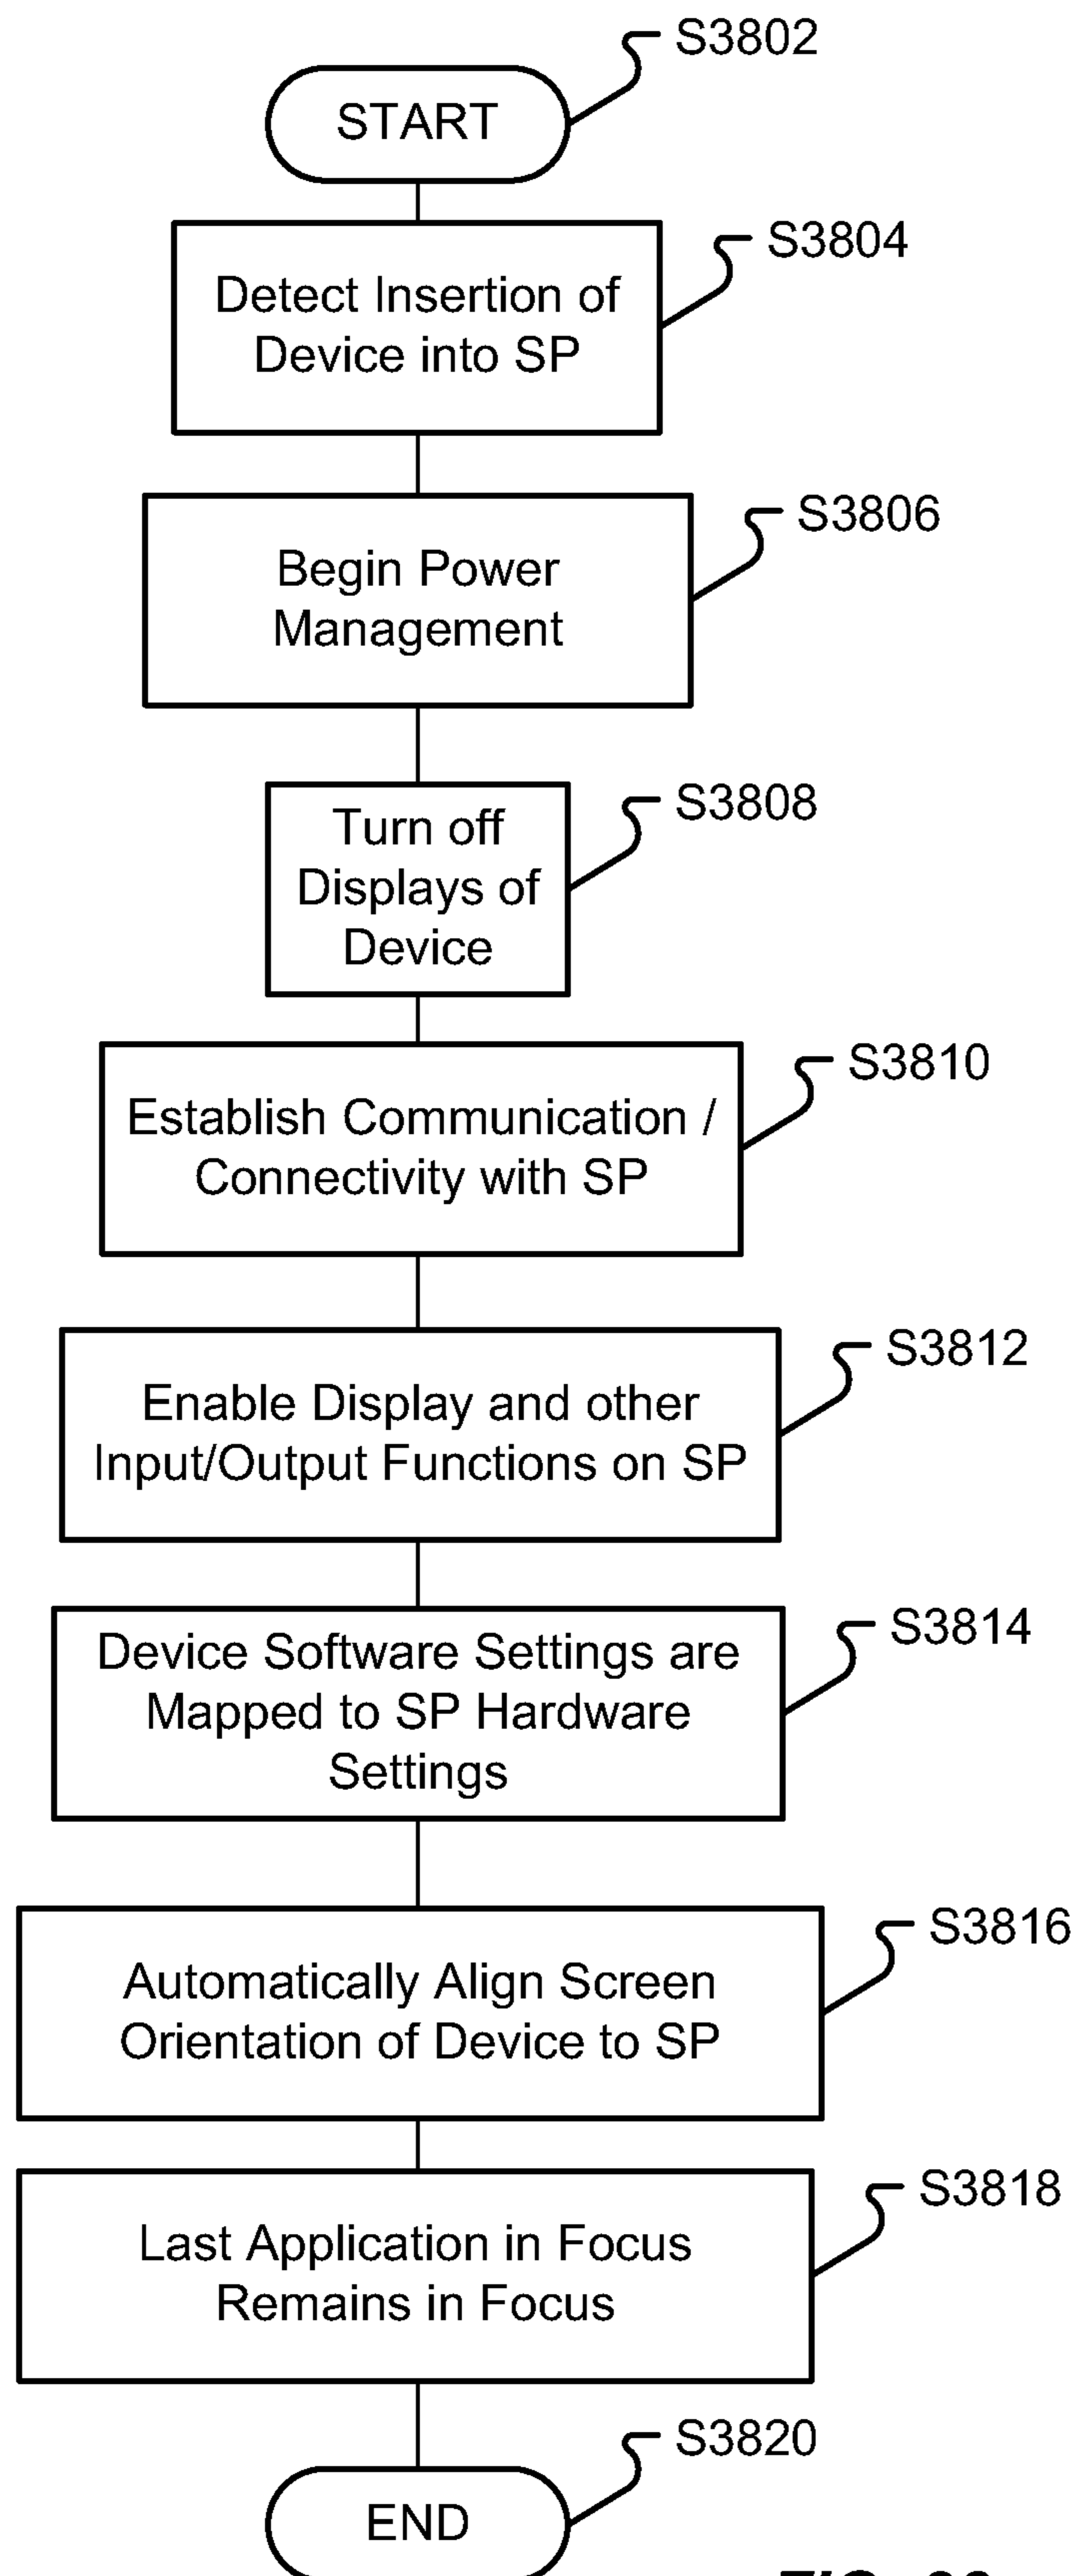 S3802
START
S3804
Detect Insertion of
Device into SP
S3806
Begin Power
Management
S3808
Turn off
Displays of
Device
S3810
Establish Communication /
Connectivity with SP
S3812
Enable Display and other
Input/Output Functions on SP
S3814
Device Software Settings are
Mapped to SP Hardware
Settings
S3816
Automatically Align Screen
Orientation of Device to SP
S3818
Last Application in Focus
Remains in Focus
S3820
END